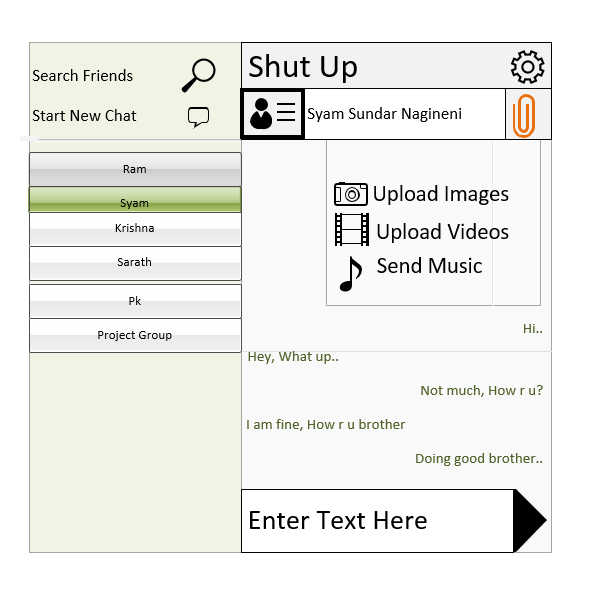 Search Friends
Start New Chat
Ram
Syam
Krishna
Sarath
Pk
Project Group
Shut Up
Syam Sundar Nagineni
Upload Images
Upload Videos
Send Music
Hi..
Hey, What up..
Not much, How r u?
I am fine, How r u brother
Doing good brother..
Enter Text Here